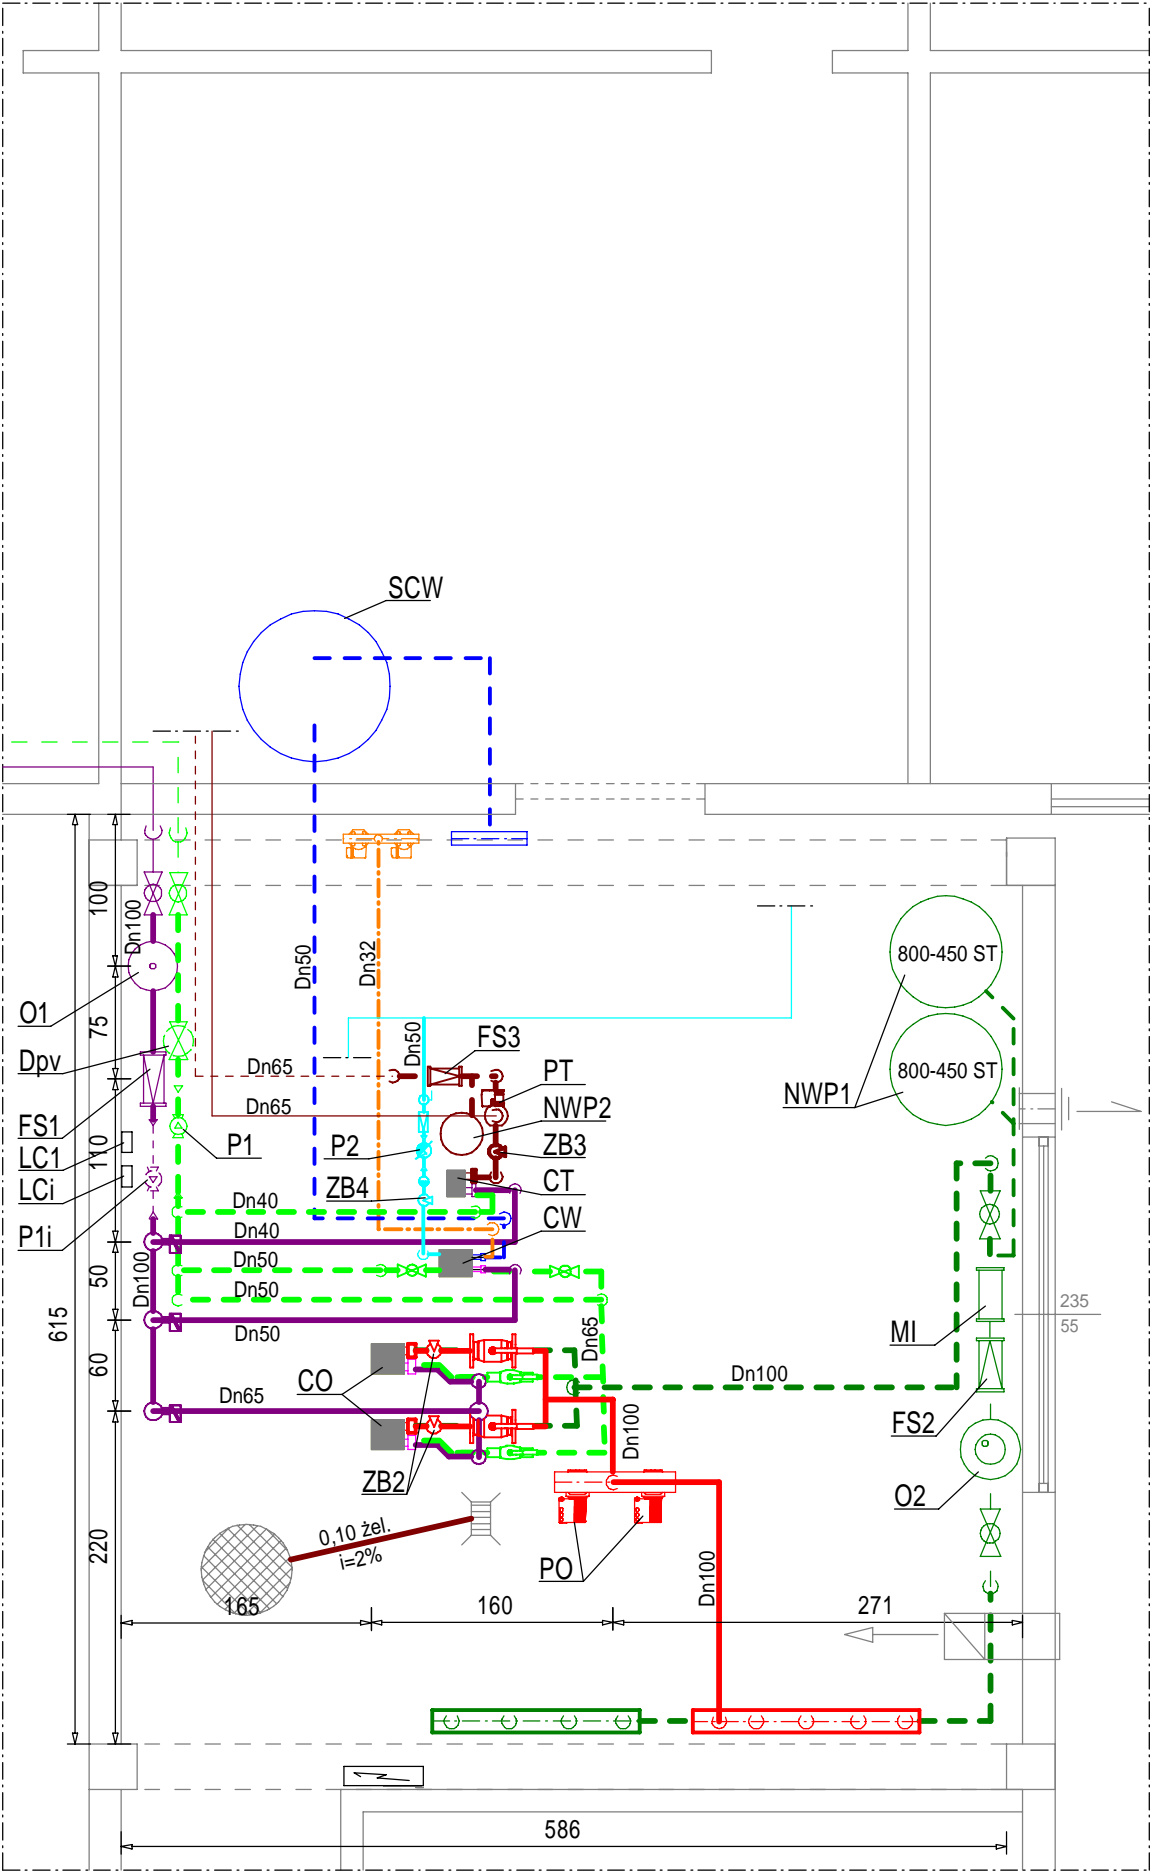 SCW
100
Dn100
Dn50
Dn32
800-450 ST
O1
75
Dn50
FS3
Dpv
Dn65
PT
800-450 ST
NWP1
Dn65
NWP2
FS1
P1
P2
ZB3
LC1
110
LCi
ZB4
CT
Dn40
CW
P1i
Dn40
Dn50
Dn100
50
Dn50
235
55
615
Dn50
Dn65
MI
60
CO
Dn65
Dn100
FS2
Dn100
ZB2
O2
220
0,10 żel.
i=2%
PO
Dn100
165
160
271
586